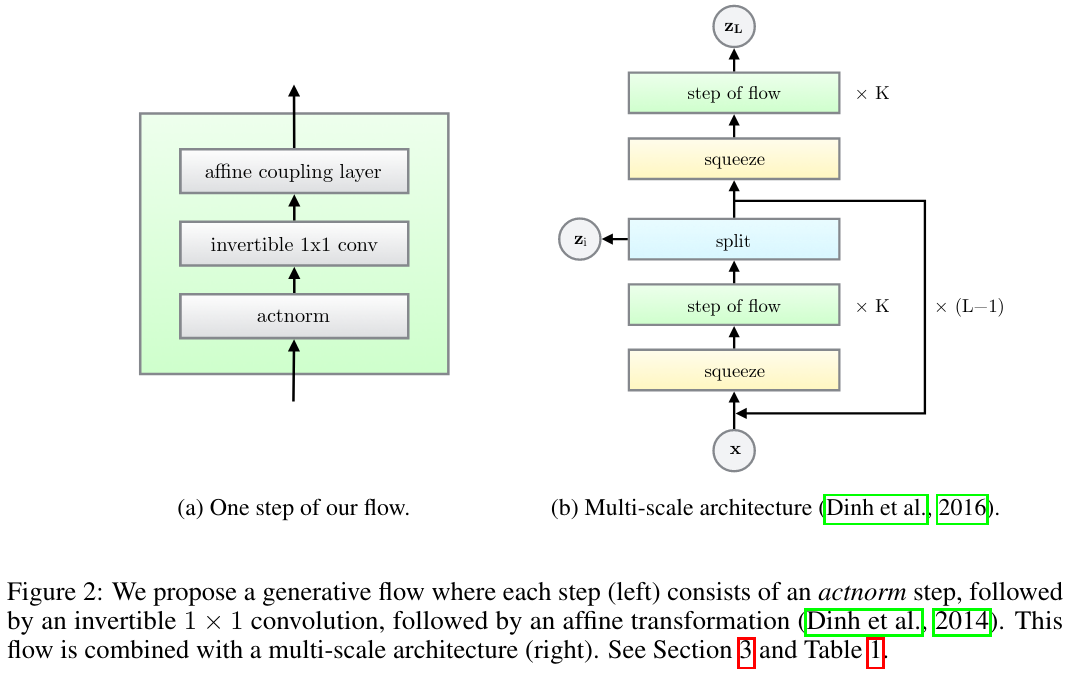 affine coupling layer
invertible 1x1 conv
actnorm
(a) One step of our flow.
z_L
step of flow × K
squeeze
z_i split
step of flow × K × (L−1)
squeeze
x
(b) Multi-scale architecture (Dinh et al., 2016).
Figure 2: We propose a generative flow where each step (left) consists of an actnorm step, followed
by an invertible 1 × 1 convolution, followed by an affine transformation (Dinh et al., 2014). This
flow is combined with a multi-scale architecture (right). See Section 3 and Table 1.